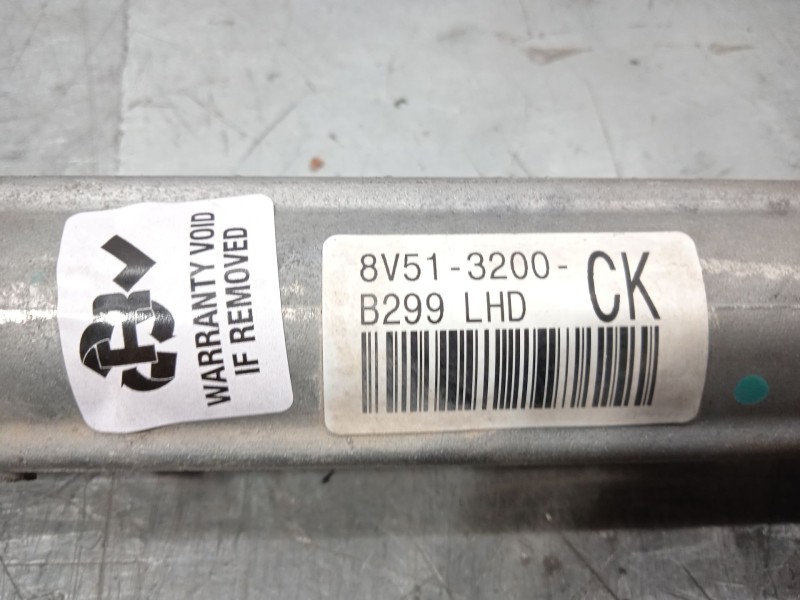 WARRANTY VOID
IF REMOVED
8V51-3200-
B299 LHD
CK